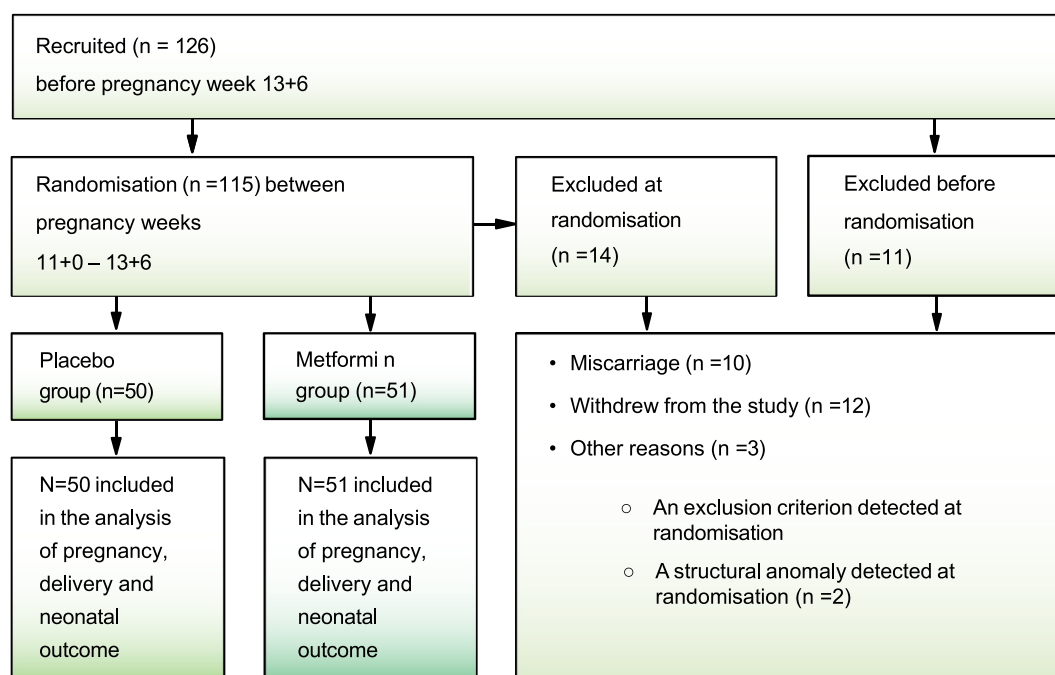 Recruited (n = 126)
before pregnancy week 13+6
Randomisation (n =115) between
pregnancy weeks
11+0 – 13+6
Excluded at
randomisation
(n =14)
Excluded before
randomisation
(n =11)
Placebo
group (n=50)
Metformi n
group (n=51)
N=50 included
in the analysis
of pregnancy,
delivery and
neonatal
outcome
N=51 included
in the analysis
of pregnancy,
delivery and
neonatal
outcome
• Miscarriage (n =10)
• Withdrew from the study (n =12)
• Other reasons (n =3)
○ An exclusion criterion detected at
randomisation
○ A structural anomaly detected at
randomisation (n =2)